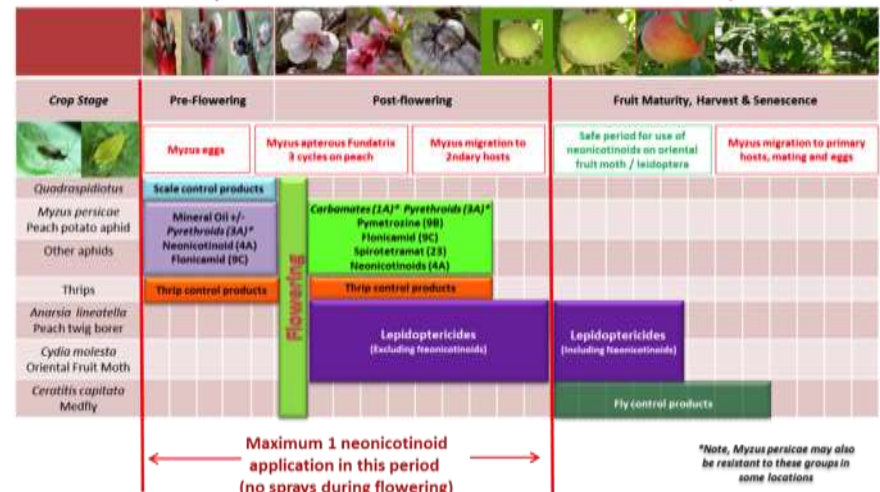 Crop Stage
Pre-Flowering
Post-flowering
Fruit Maturity, Harvest & Senescence
Myzus eggs
Myzus apterous Fundatrix
3 cycles on peach
Myzus migration to
2ndary hosts
Safe period for use of
neonicotinoids on oriental
fruit moth / leidoptera
Myzus migration to primary
hosts, mating and eggs
Quadraspidiotus
Scale control products
Myzus persicae
Peach potato aphid
Other aphids
Mineral Oil +/-
Pyrethroids (3A)*
Neonicotinoid (4A)
Flonicamid (9C)
Flowering
Carbamates (1A)* Pyrethroids (3A)*
Pymetrozine (9B)
Flonicamid (9C)
Spirotetramat (23)
Neonicotinoids (4A)
Thrips
Thrip control products
Thrip control products
Anarsia lineatella
Peach twig borer
Cydia molesta
Oriental Fruit Moth
Lepidoptericides
(Excluding Neonicotinoids)
Lepidoptericides
(Including Neonicotinoids)
Ceratitis capitata
Medfly
Fly control products
Maximum 1 neonicotinoid
application in this period
(no sprays during flowering)
*Note, Myzus persicae may also
be resistant to these groups in
some locations